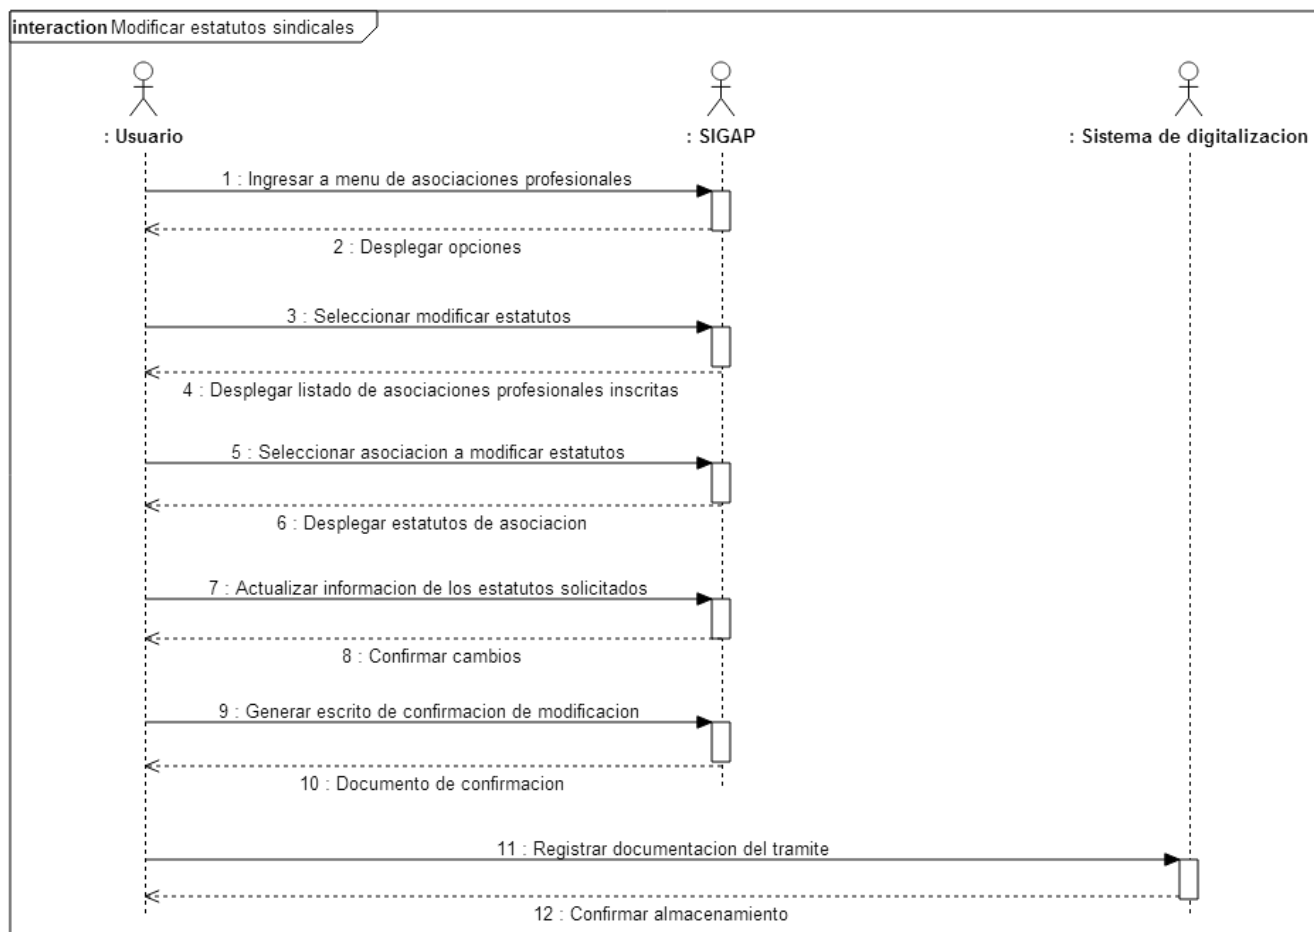 interaction Modificar estatutos sindicales
: Usuario
: SIGAP
: Sistema de digitalizacion
1 : Ingresar a menu de asociaciones profesionales
2 : Desplegar opciones
3 : Seleccionar modificar estatutos
4 : Desplegar listado de asociaciones profesionales inscritas
5 : Seleccionar asociacion a modificar estatutos
6 : Desplegar estatutos de asociacion
7 : Actualizar informacion de los estatutos solicitados
8 : Confirmar cambios
9 : Generar escrito de confirmacion de modificacion
10 : Documento de confirmacion
11 : Registrar documentacion del tramite
12 : Confirmar almacenamiento